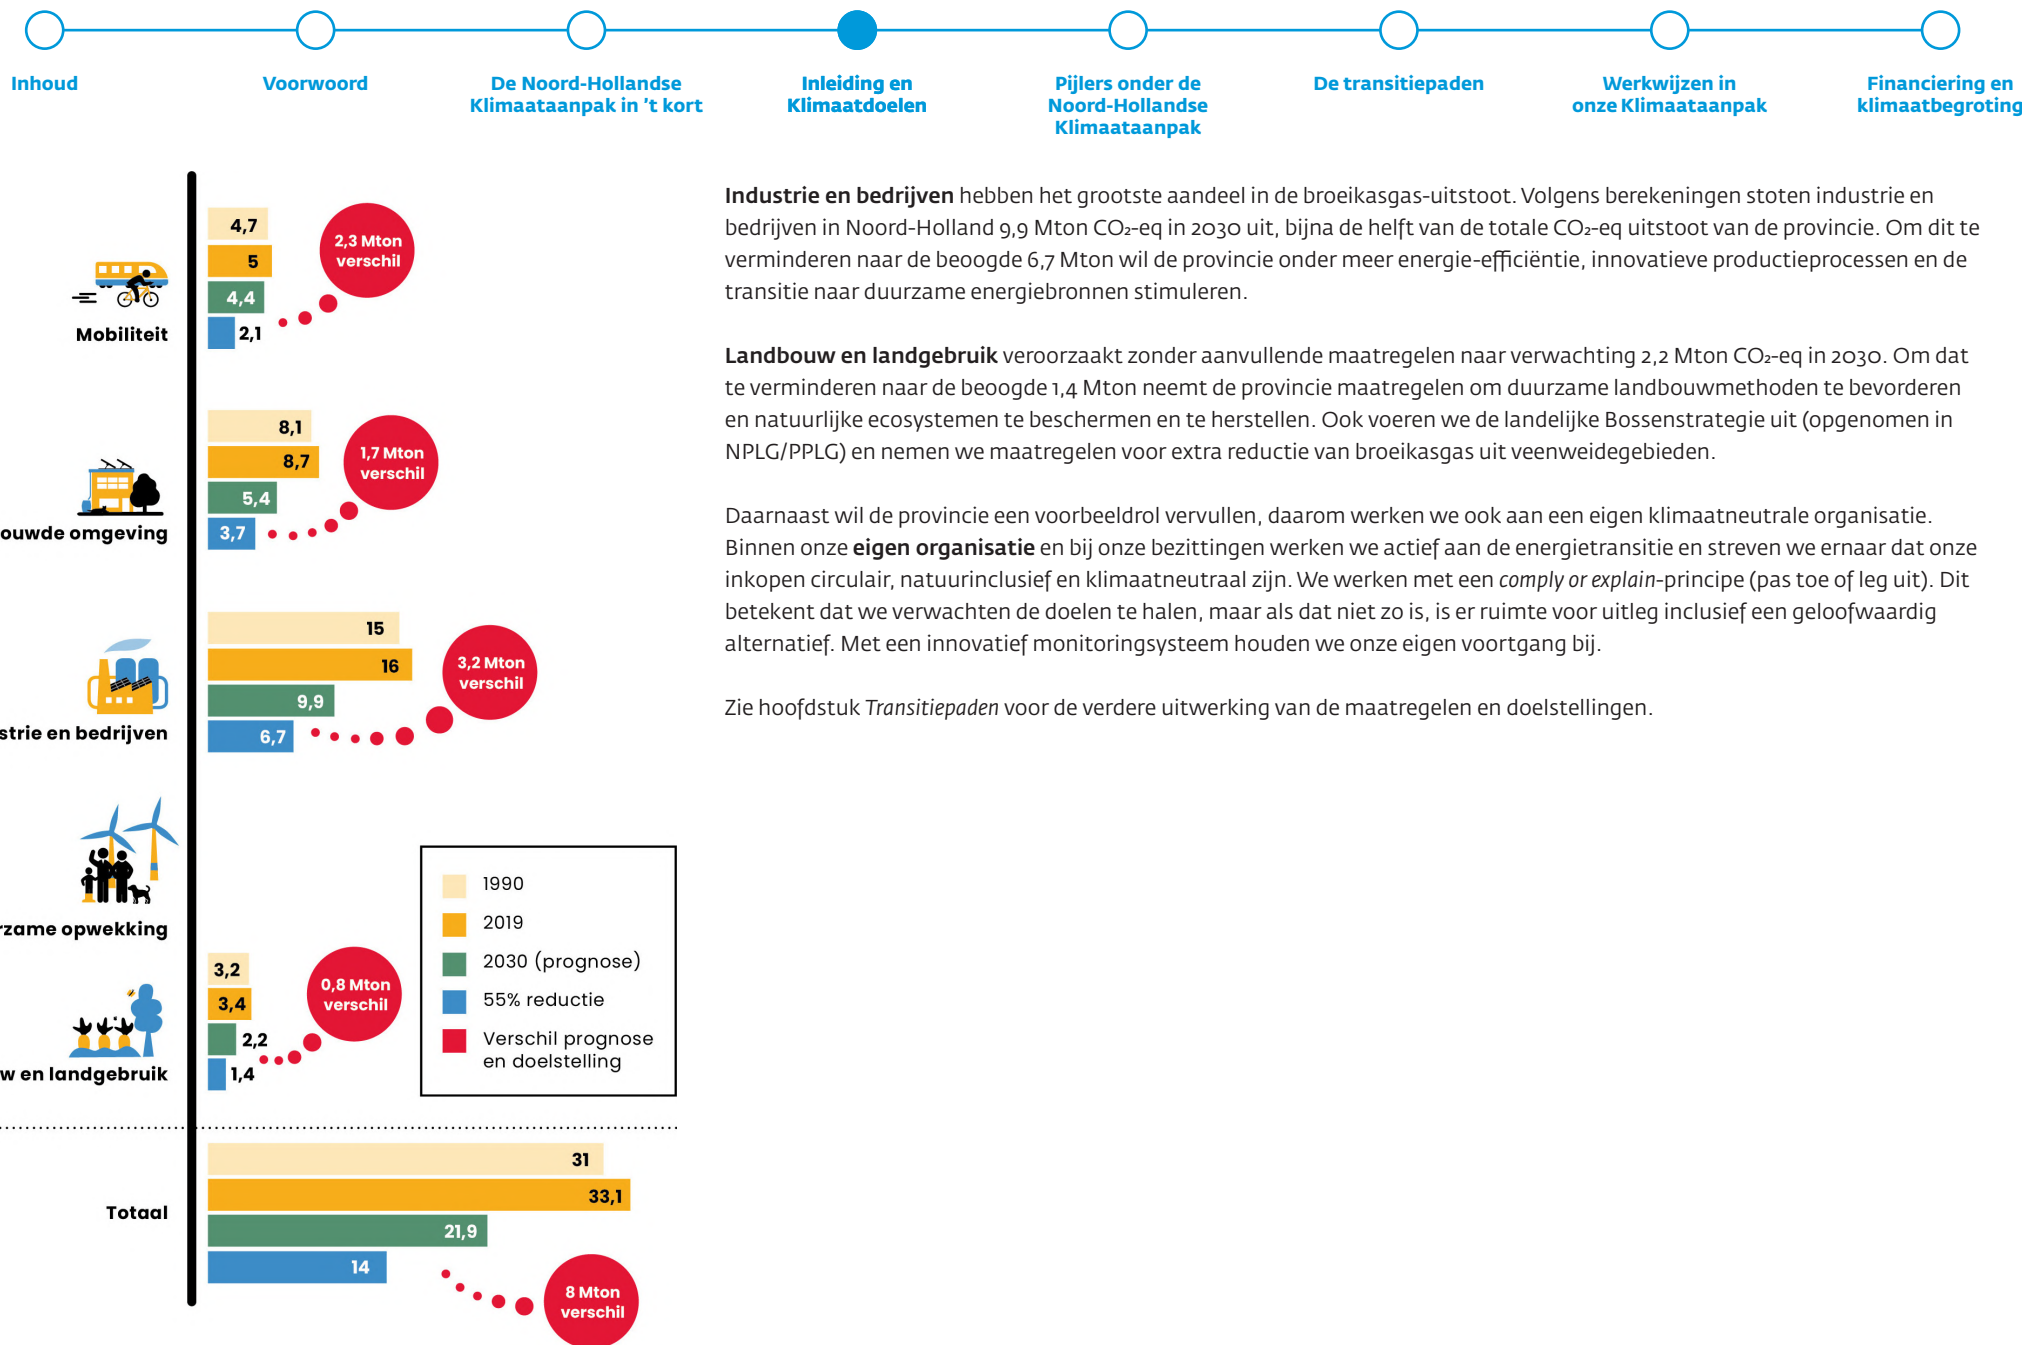 Inhoud
Voorwoord
De Noord-Hollandse
Klimaataanpak in 't kort
Inleiding en
Klimaatdoelen
Pijlers onder de
Noord-Hollandse
Klimaataanpak
De transitiepaden
Werkwijzen in
onze Klimaataanpak
Financiering en
klimaatbegroting
4,7
5
4,4
2,1
2,3 Mton
verschil
Mobiliteit
8,1
8,7
5,4
3,7
1,7 Mton
verschil
ouwde omgeving
15
16
9,9
6,7
3,2 Mton
verschil
strie en bedrijven
rzame opwekking
3,2
3,4
2,2
1,4
0,8 Mton
verschil
w en landgebruik
1990
2019
2030 (prognose)
55% reductie
Verschil prognose
en doelstelling
Totaal
31
33,1
21,9
14
8 Mton
verschil
Industrie en bedrijven hebben het grootste aandeel in de broeikasgas-uitstoot. Volgens berekeningen stoten industrie en
bedrijven in Noord-Holland 9,9 Mton CO₂-eq in 2030 uit, bijna de helft van de totale CO₂-eq uitstoot van de provincie. Om dit te
verminderen naar de beoogde 6,7 Mton wil de provincie onder meer energie-efficiëntie, innovatieve productieprocessen en de
transitie naar duurzame energiebronnen stimuleren.
Landbouw en landgebruik veroorzaakt zonder aanvullende maatregelen naar verwachting 2,2 Mton CO₂-eq in 2030. Om dat
te verminderen naar de beoogde 1,4 Mton neemt de provincie maatregelen om duurzame landbouwmethoden te bevorderen
en natuurlijke ecosystemen te beschermen en te herstellen. Ook voeren we de landelijke Bossenstrategie uit (opgenomen in
NPLG/PPLG) en nemen we maatregelen voor extra reductie van broeikasgas uit veenweidegebieden.
Daarnaast wil de provincie een voorbeeldrol vervullen, daarom werken we ook aan een eigen klimaatneutrale organisatie.
Binnen onze eigen organisatie en bij onze bezittingen werken we actief aan de energietransitie en streven we ernaar dat onze
inkopen circulair, natuurinclusief en klimaatneutraal zijn. We werken met een comply or explain-principe (pas toe of leg uit). Dit
betekent dat we verwachten de doelen te halen, maar als dat niet zo is, is er ruimte voor uitleg inclusief een geloofwaardig
alternatief. Met een innovatief monitoringsysteem houden we onze eigen voortgang bij.
Zie hoofdstuk Transitiepaden voor de verdere uitwerking van de maatregelen en doelstellingen.